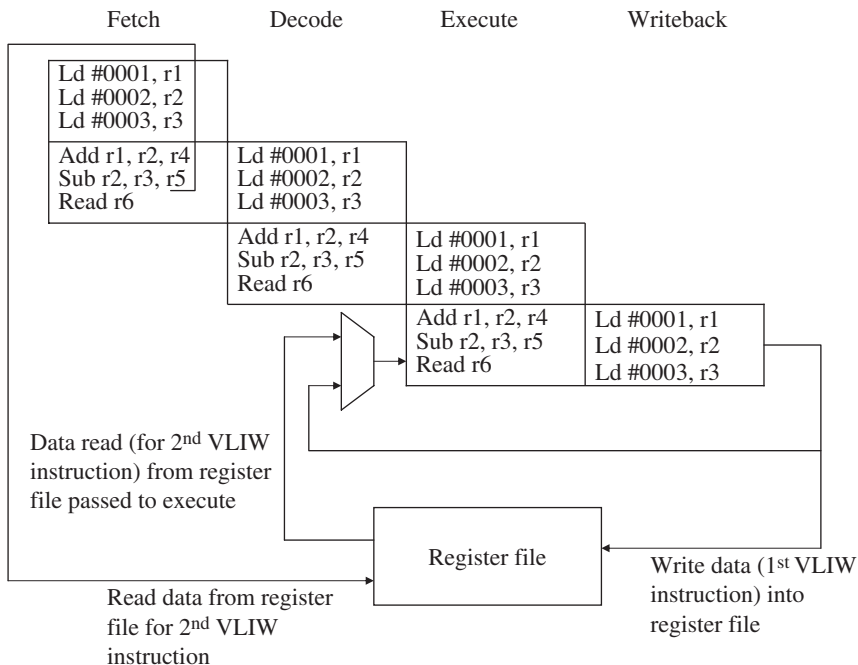 Fetch Decode Execute Writeback
Ld #0001, r1
Ld #0002, r2
Ld #0003, r3
Add r1, r2, r4
Sub r2, r3, r5
Read r6
Ld #0001, r1
Ld #0002, r2
Ld #0003, r3
Add r1, r2, r4
Sub r2, r3, r5
Read r6
Ld #0001, r1
Ld #0002, r2
Ld #0003, r3
Add r1, r2, r4
Sub r2, r3, r5
Read r6
Ld #0001, r1
Ld #0002, r2
Ld #0003, r3
Data read (for 2nd VLIW
instruction) from register
file passed to execute
Register file
Write data (1st VLIW
instruction) into
register file
Read data from register
file for 2nd VLIW
instruction